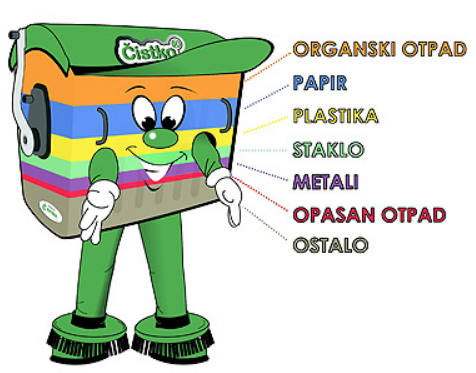 Čistko
ORGANSKI OTPAD
PAPIR
PLASTIKA
STAKLO
METALI
OPASAN OTPAD
OSTALO